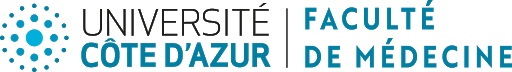 UNIVERSITÉ
CÔTE D'AZUR
FACULTÉ
DE MÉDECINE